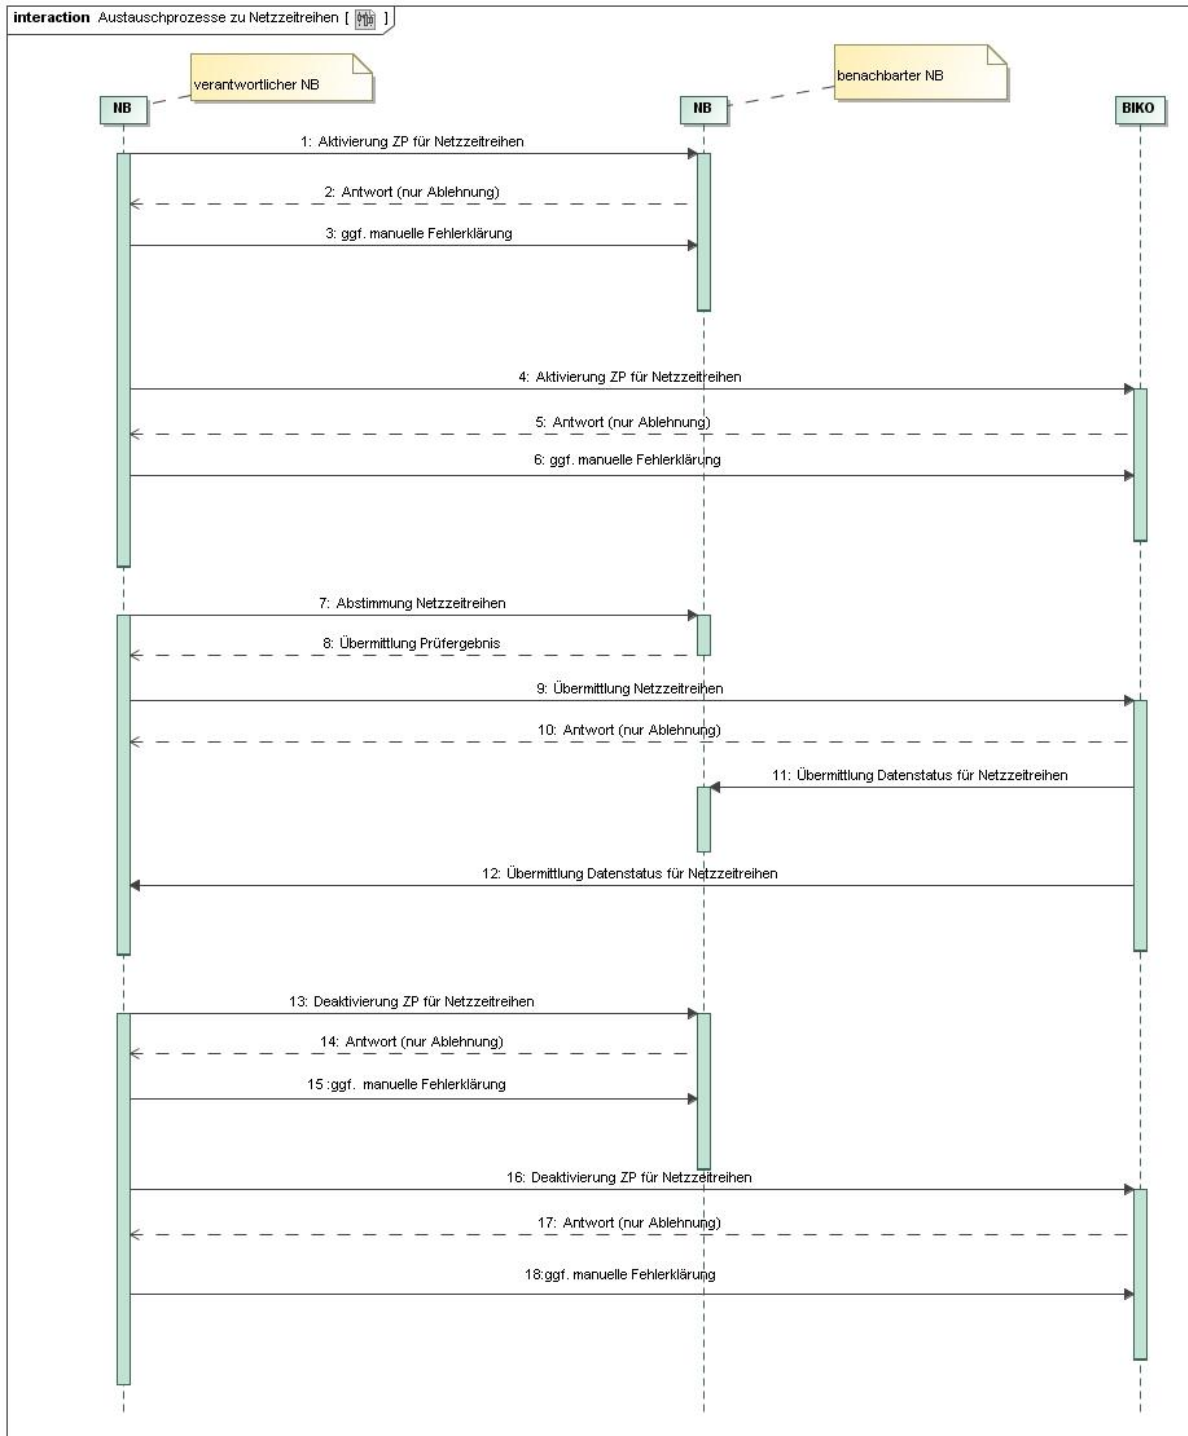 interaction Austauschprozesse zu Netzzeitreihen [ ]
verantwortlicher NB
benachbarter NB
NB
NB
BIKO
1: Aktivierung ZP für Netzzeitreihen
2: Antwort (nur Ablehnung)
3: ggf. manuelle Fehlerklärung
4: Aktivierung ZP für Netzzeitreihen
5: Antwort (nur Ablehnung)
6: ggf. manuelle Fehlerklärung
7: Abstimmung Netzzeitreihen
8: Übermittlung Prüfergebnis
9: Übermittlung Netzzeitreihen
10: Antwort (nur Ablehnung)
11: Übermittlung Datenstatus für Netzzeitreihen
12: Übermittlung Datenstatus für Netzzeitreihen
13: Deaktivierung ZP für Netzzeitreihen
14: Antwort (nur Ablehnung)
15 :ggf. manuelle Fehlerklärung
16: Deaktivierung ZP für Netzzeitreihen
17: Antwort (nur Ablehnung)
18:ggf. manuelle Fehlerklärung